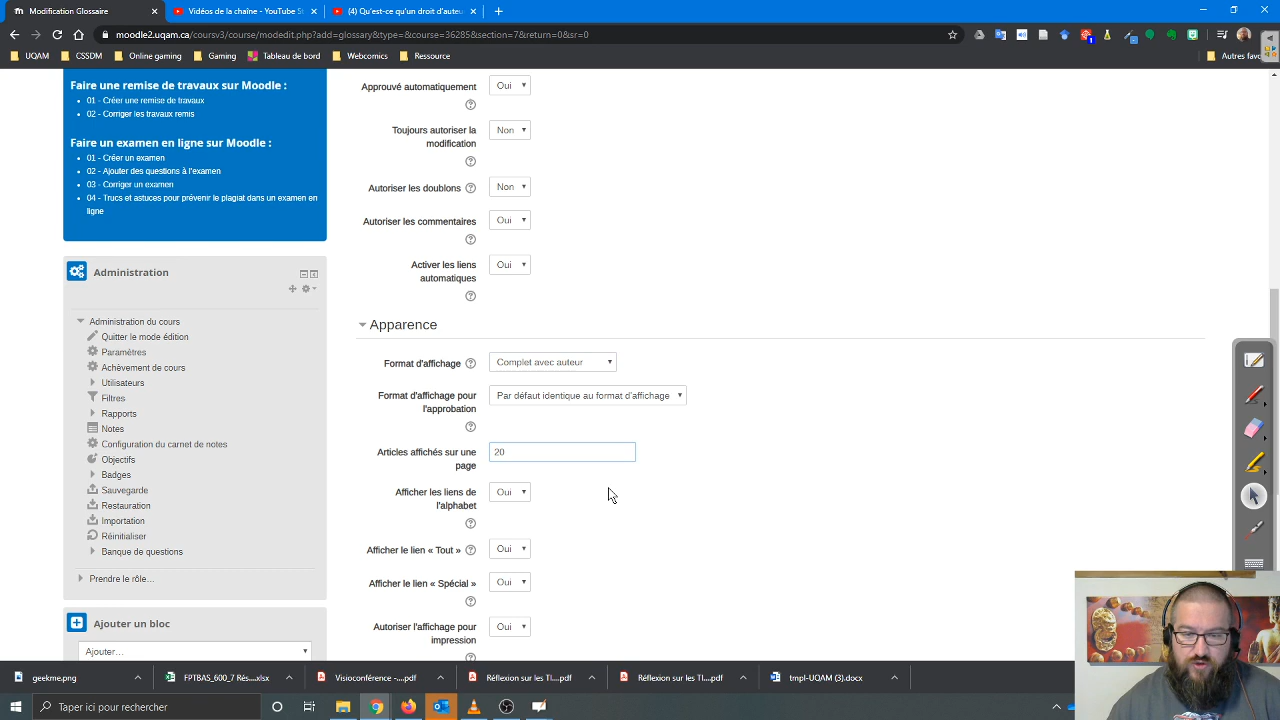 Modification Glossaire
Vidéos de la chaîne - YouTube St
(4) Qu'est-ce qu'un droit d'auteu
moodle2.uqam.ca/coursv3/course/modedit.php?add=glossary&type=&course=36285&section=7&return=0&sr=0
UQAM
CSSDM
Online gaming
Gaming
Tableau de bord
Webcomics
Ressource
Autres favo
Faire une remise de travaux sur Moodle :
01 - Créer une remise de travaux
02 - Corriger les travaux remis
Faire un examen en ligne sur Moodle :
01 - Créer un examen
02 - Ajouter des questions à l'examen
03 - Corriger un examen
04 - Trucs et astuces pour prévenir le plagiat dans un examen en
ligne
Administration
Administration du cours
Quitter le mode édition
Paramètres
Achèvement de cours
Utilisateurs
Filtres
Rapports
Notes
Configuration du carnet de notes
Objectifs
Badges
Sauvegarde
Restauration
Importation
Réinitialiser
Banque de questions
Prendre le rôle...
Ajouter un bloc
Ajouter...
Approuvé automatiquement
Oui
Toujours autoriser la
modification
Non
Autoriser les doublons
Non
Autoriser les commentaires
Oui
Activer les liens
automatiques
Oui
Apparence
Format d'affichage
Complet avec auteur
Format d'affichage pour
l'approbation
Par défaut identique au format d'affichage
Articles affichés sur une
page
20
Afficher les liens de
l'alphabet
Oui
Afficher le lien « Tout »
Oui
Afficher le lien « Spécial »
Oui
Autoriser l'affichage pour
impression
Oui
geekme.png
FPTBAS_600_7 Rés....xlsx
Visioconférence -....pdf
Réflexion sur les TI....pdf
Réflexion sur les TI....pdf
tmpl-UQAM (3).docx
Taper ici pour rechercher